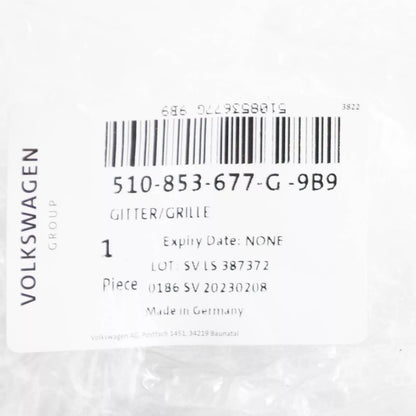 VOLKSWAGEN
GROUP
510853677G 9B9
3822
510-853-677-G -9B9
GITTER/GRILLE
1 Expiry Date: NONE
LOT: SV LS 387372
Piece 0186 SV 20230208
Made in Germany
Volkswagen AG, Postfach 1451, 34219 Baunatal